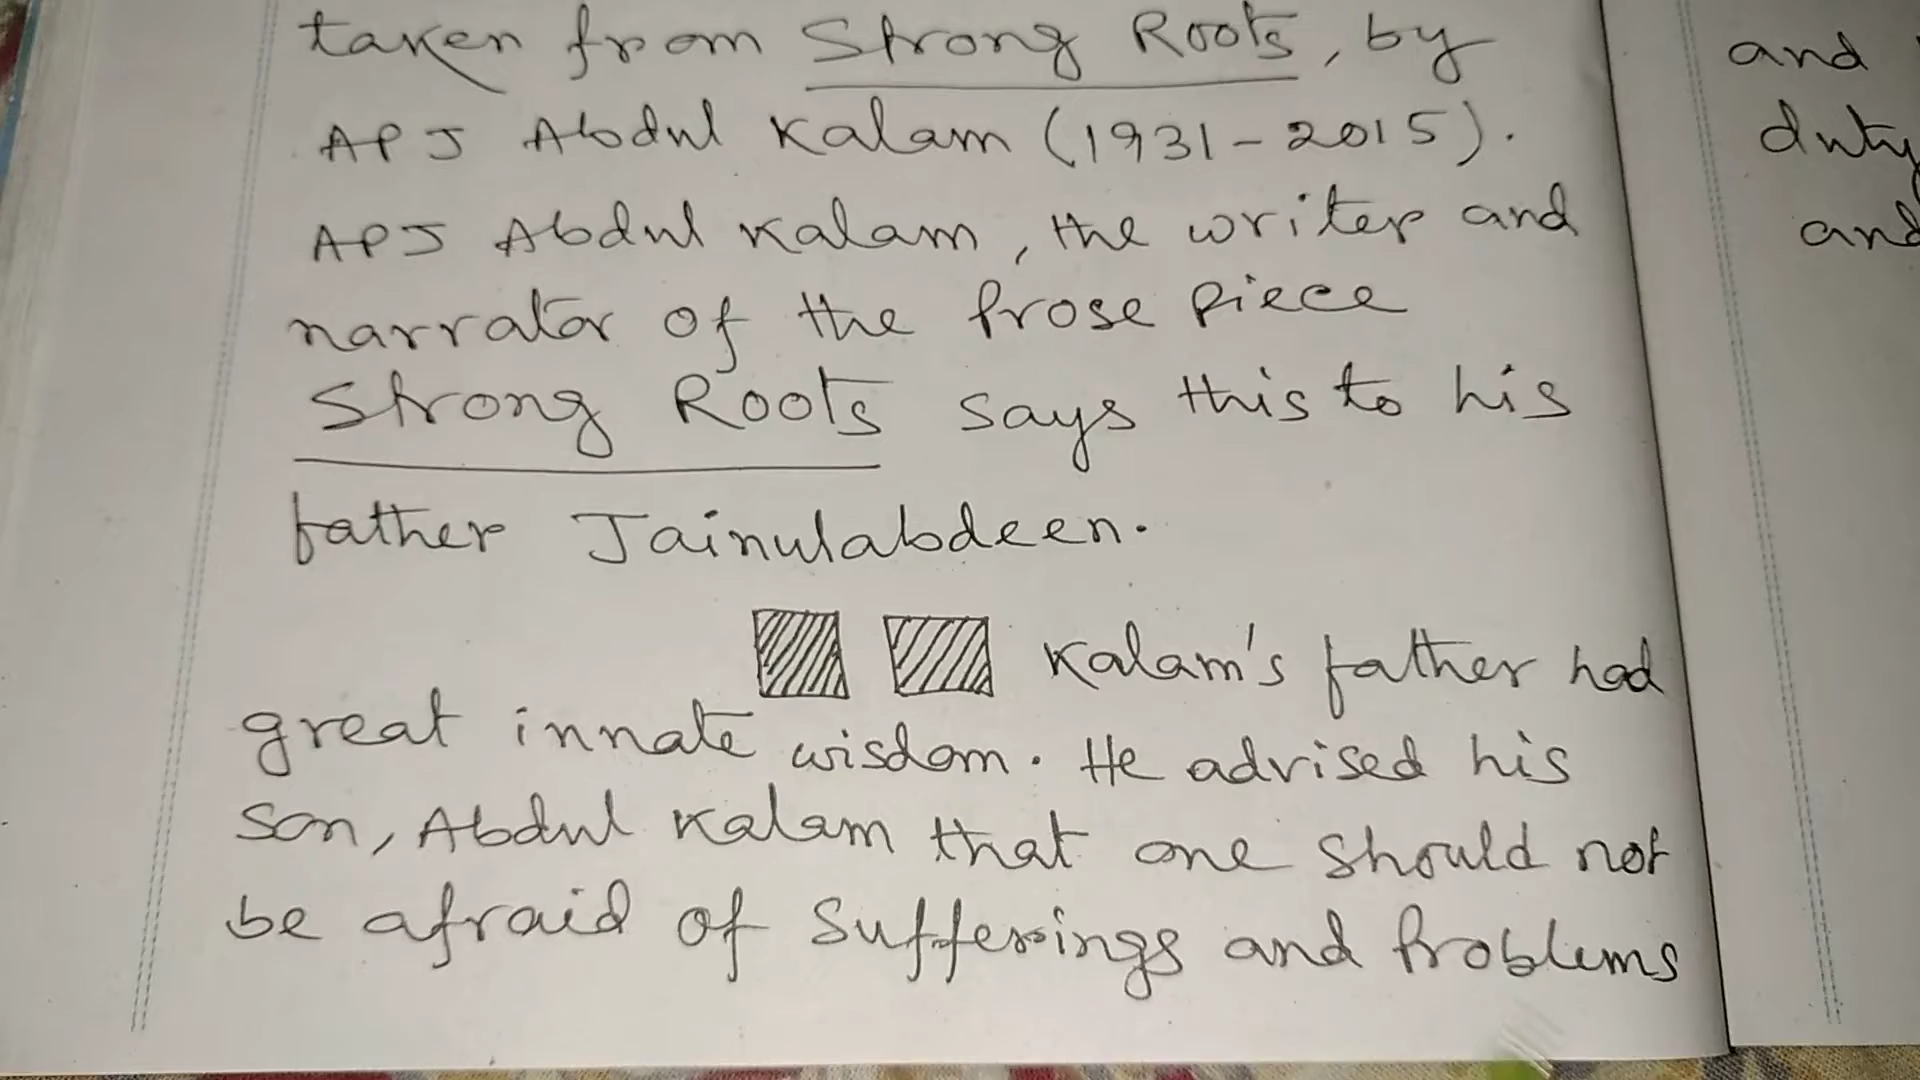 taken from Strong Roots, by
APJ Abdul Kalam (1931-2015).
APJ Abdul Kalam, the writer and
narrator of the prose piece
Strong Roots says this to his
father Jainulabdeen.
Kalam's father had
great innate wisdom. He advised his
son, Abdul Kalam that one should not
be afraid of sufferings and problems
and
duty
and